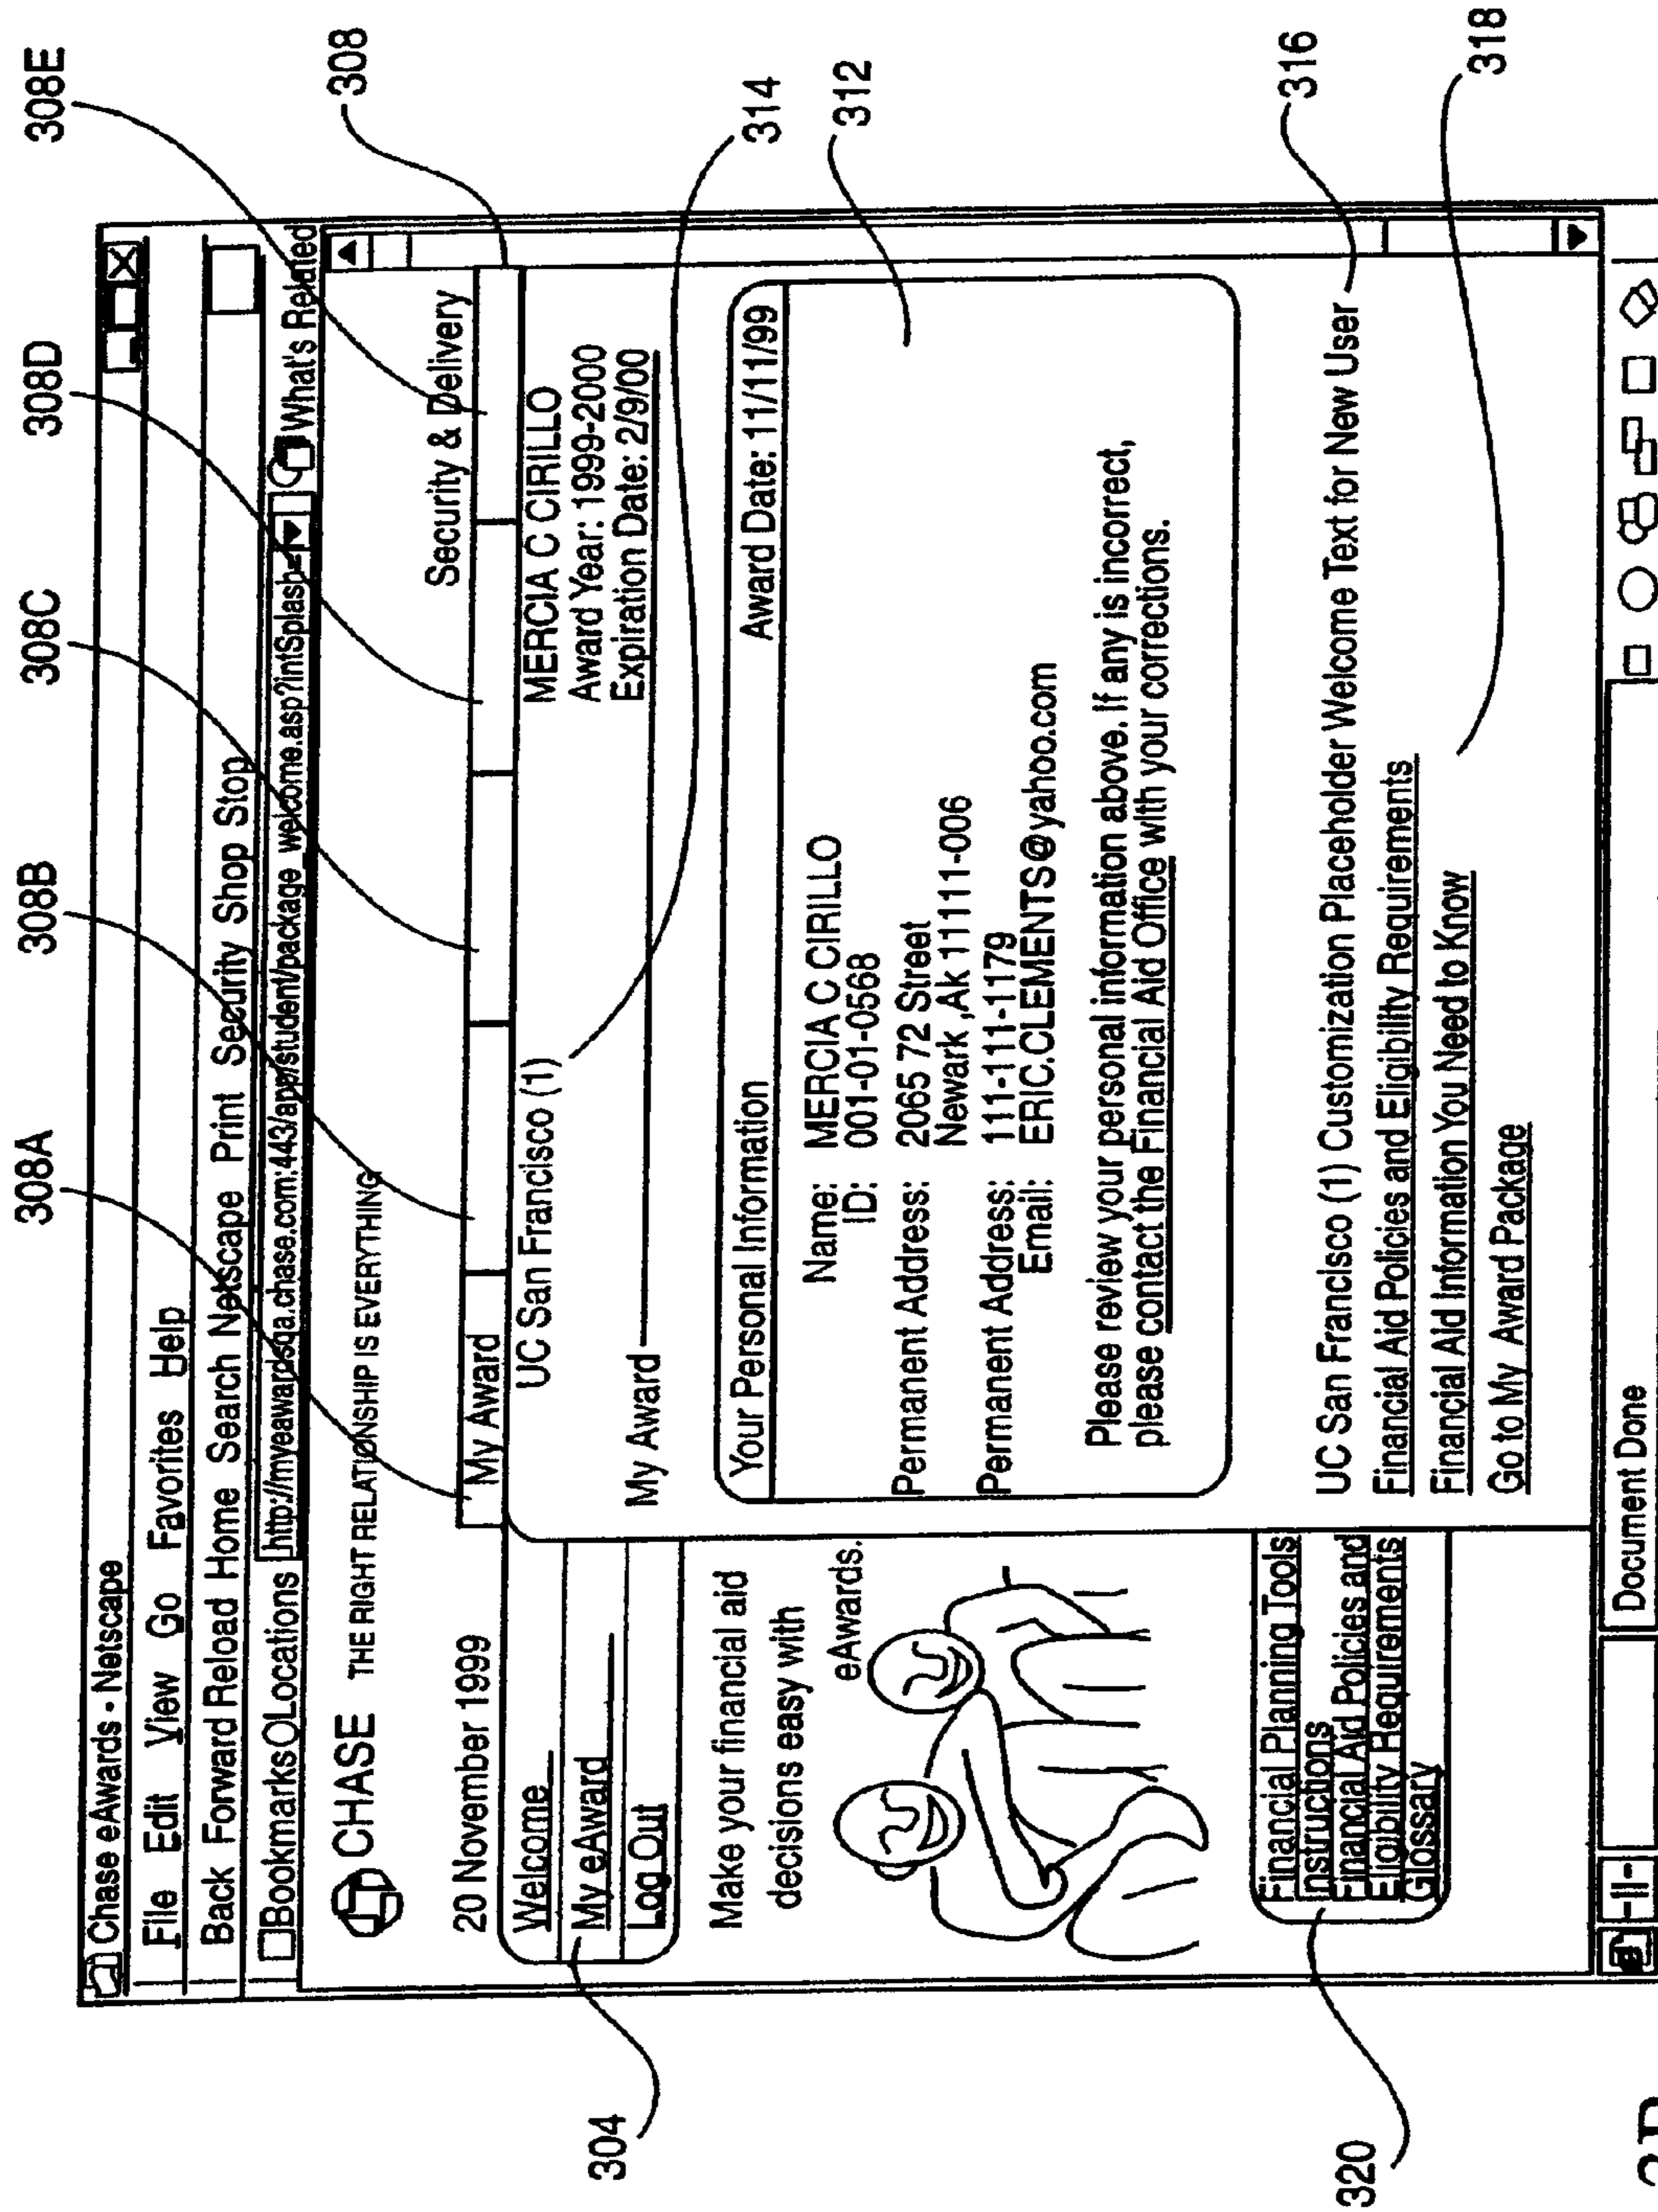 308A
308B
308C
308D
308E
308
314
312
316
318
304
320
Chase eAwards - Netscape
File Edit View Go Favorites Help
Back Forward Reload Home Search Netscape Print Security Shop Stop
Bookmarks Locations http://myeawardsqa.chase.com:443/app/student/package_welcome.asp?intSplash= What's Related
CHASE THE RIGHT RELATIONSHIP IS EVERYTHING
20 November 1999
Security & Delivery
Welcome
My eAward
Log Out
Make your financial aid
decisions easy with
eAwards.
Financial Planning Tools
Instructions
Financial Aid Policies and
Eligibility Requirements
Glossary
My Award
UC San Francisco (1)
MERCIA C CIRILLO
Award Year: 1999-2000
Expiration Date: 2/9/00
My Award
Your Personal Information Award Date: 11/11/99
Name: MERCIA C CIRILLO
ID: 001-01-0568
Permanent Address: 2065 72 Street
Newark ,Ak 11111-006
Permanent Address: 111-111-1179
Email: ERIC.CLEMENTS@yahoo.com
Please review your personal information above. If any is incorrect,
please contact the Financial Aid Office with your corrections.
UC San Francisco (1) Customization Placeholder Welcome Text for New User
Financial Aid Policies and Eligibility Requirements
Financial Aid Information You Need to Know
Go to My Award Package
Document Done